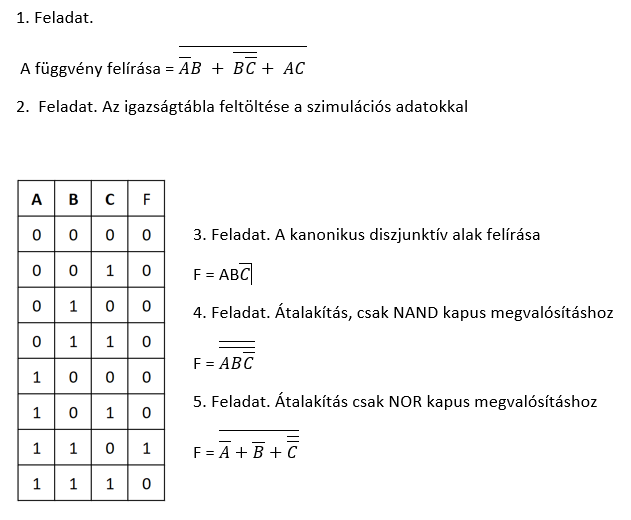 1. Feladat.
A függvény felírása = \overline{\overline{A}B + \overline{B\overline{C}} + AC}
2. Feladat. Az igazságtábla feltöltése a szimulációs adatokkal
A B C F
0 0 0 0
0 0 1 0
0 1 0 0
0 1 1 0
1 0 0 0
1 0 1 0
1 1 0 1
1 1 1 0
3. Feladat. A kanonikus diszjunktív alak felírása
F = AB\overline{C}
4. Feladat. Átalakítás, csak NAND kapus megvalósításhoz
F = \overline{\overline{AB\overline{C}}}
5. Feladat. Átalakítás csak NOR kapus megvalósításhoz
F = \overline{\overline{A} + \overline{B} + \overline{\overline{C}}}